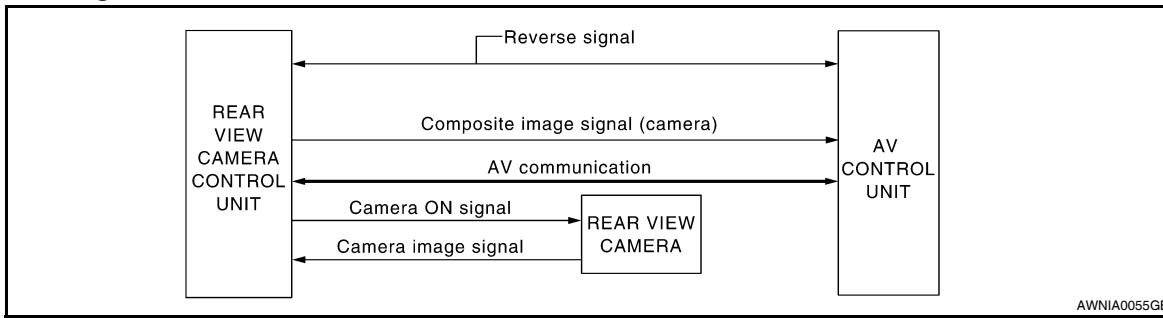 Reverse signal
REAR
VIEW
CAMERA
CONTROL
UNIT
Composite image signal (camera)
AV communication
AV
CONTROL
UNIT
Camera ON signal
Camera image signal
REAR VIEW
CAMERA